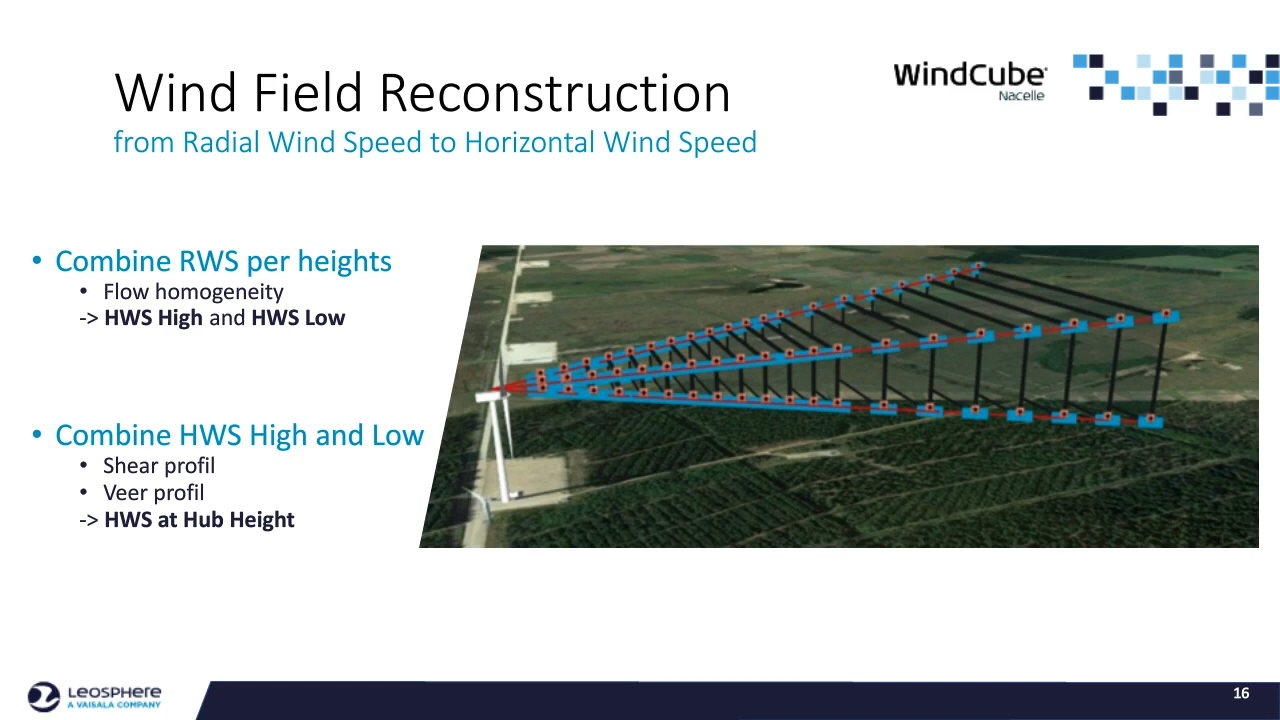 Wind Field Reconstruction
from Radial Wind Speed to Horizontal Wind Speed
WindCube
Nacelle
• Combine RWS per heights
• Flow homogeneity
-> HWS High and HWS Low
• Combine HWS High and Low
• Shear profil
• Veer profil
-> HWS at Hub Height
LEOSPHERE
A VAISALA COMPANY
16